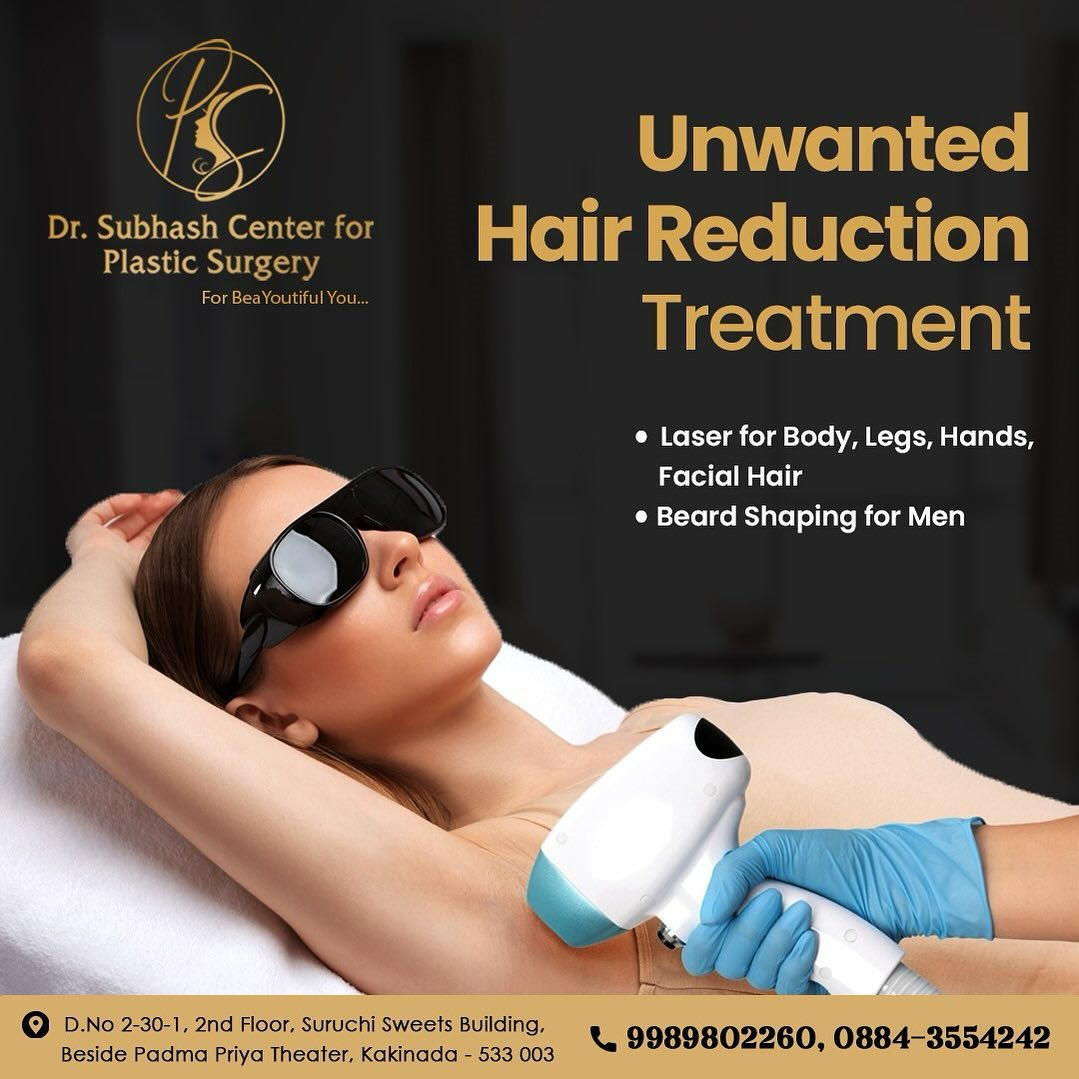 PSC
Dr. Subhash Center for
Plastic Surgery
For BeaYoutiful You...
Unwanted
Hair Reduction
Treatment
• Laser for Body, Legs, Hands,
Facial Hair
• Beard Shaping for Men
D.No 2-30-1, 2nd Floor, Suruchi Sweets Building,
Beside Padma Priya Theater, Kakinada - 533 003
9989802260, 0884-3554242